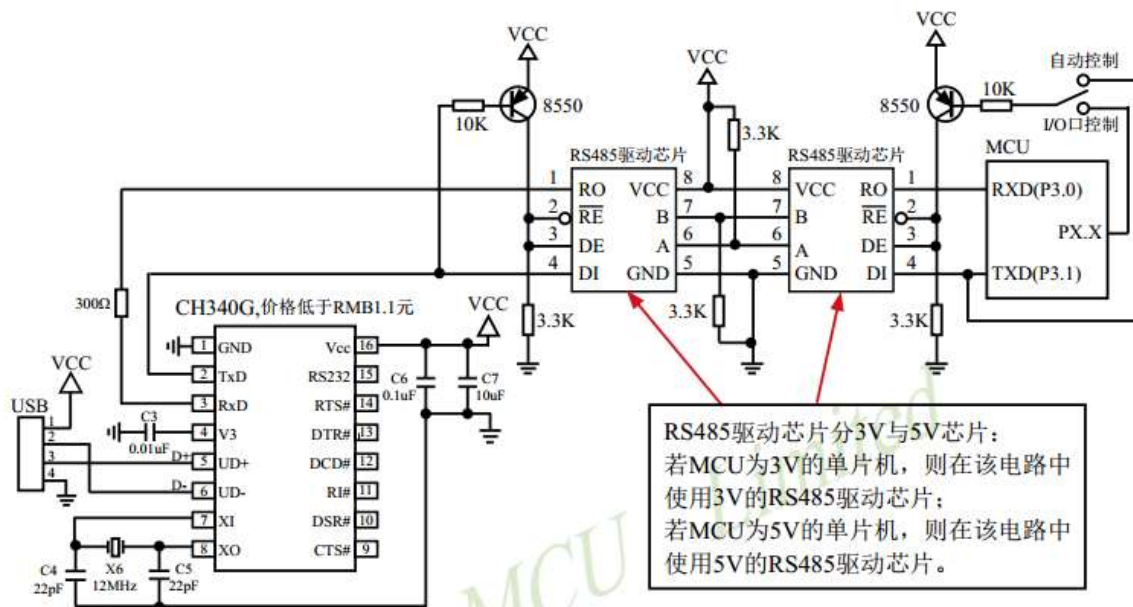 VCC
8550
10K
VCC
3.3K
VCC
8550
10K
自动控制
I/O口控制
RS485驱动芯片
1 RO VCC 8
2 RE B 7
3 DE A 6
4 DI GND 5
3.3K
3.3K
RS485驱动芯片
8 VCC RO 1
7 B RE 2
6 A DE 3
5 GND DI 4
3.3K
MCU
RXD(P3.0)
PX.X
TXD(P3.1)
300Ω
CH340G,价格低于RMB1.1元
1 GND Vcc 16
2 TxD RS232 15
3 RxD RTS# 14
4 V3 DTR# 13
5 UD+ DCD# 12
6 UD- RI# 11
7 XI DSR# 10
8 XO CTS# 9
VCC
C6
0.1uF
C7
10uF
VCC
USB
1
2
3
4
C3
0.01uF
D+
D-
C4
22pF
X6
12MHz
C5
22pF
RS485驱动芯片分3V与5V芯片：
若MCU为3V的单片机，则在该电路中
使用3V的RS485驱动芯片；
若MCU为5V的单片机，则在该电路中
使用5V的RS485驱动芯片。
MCU Limited